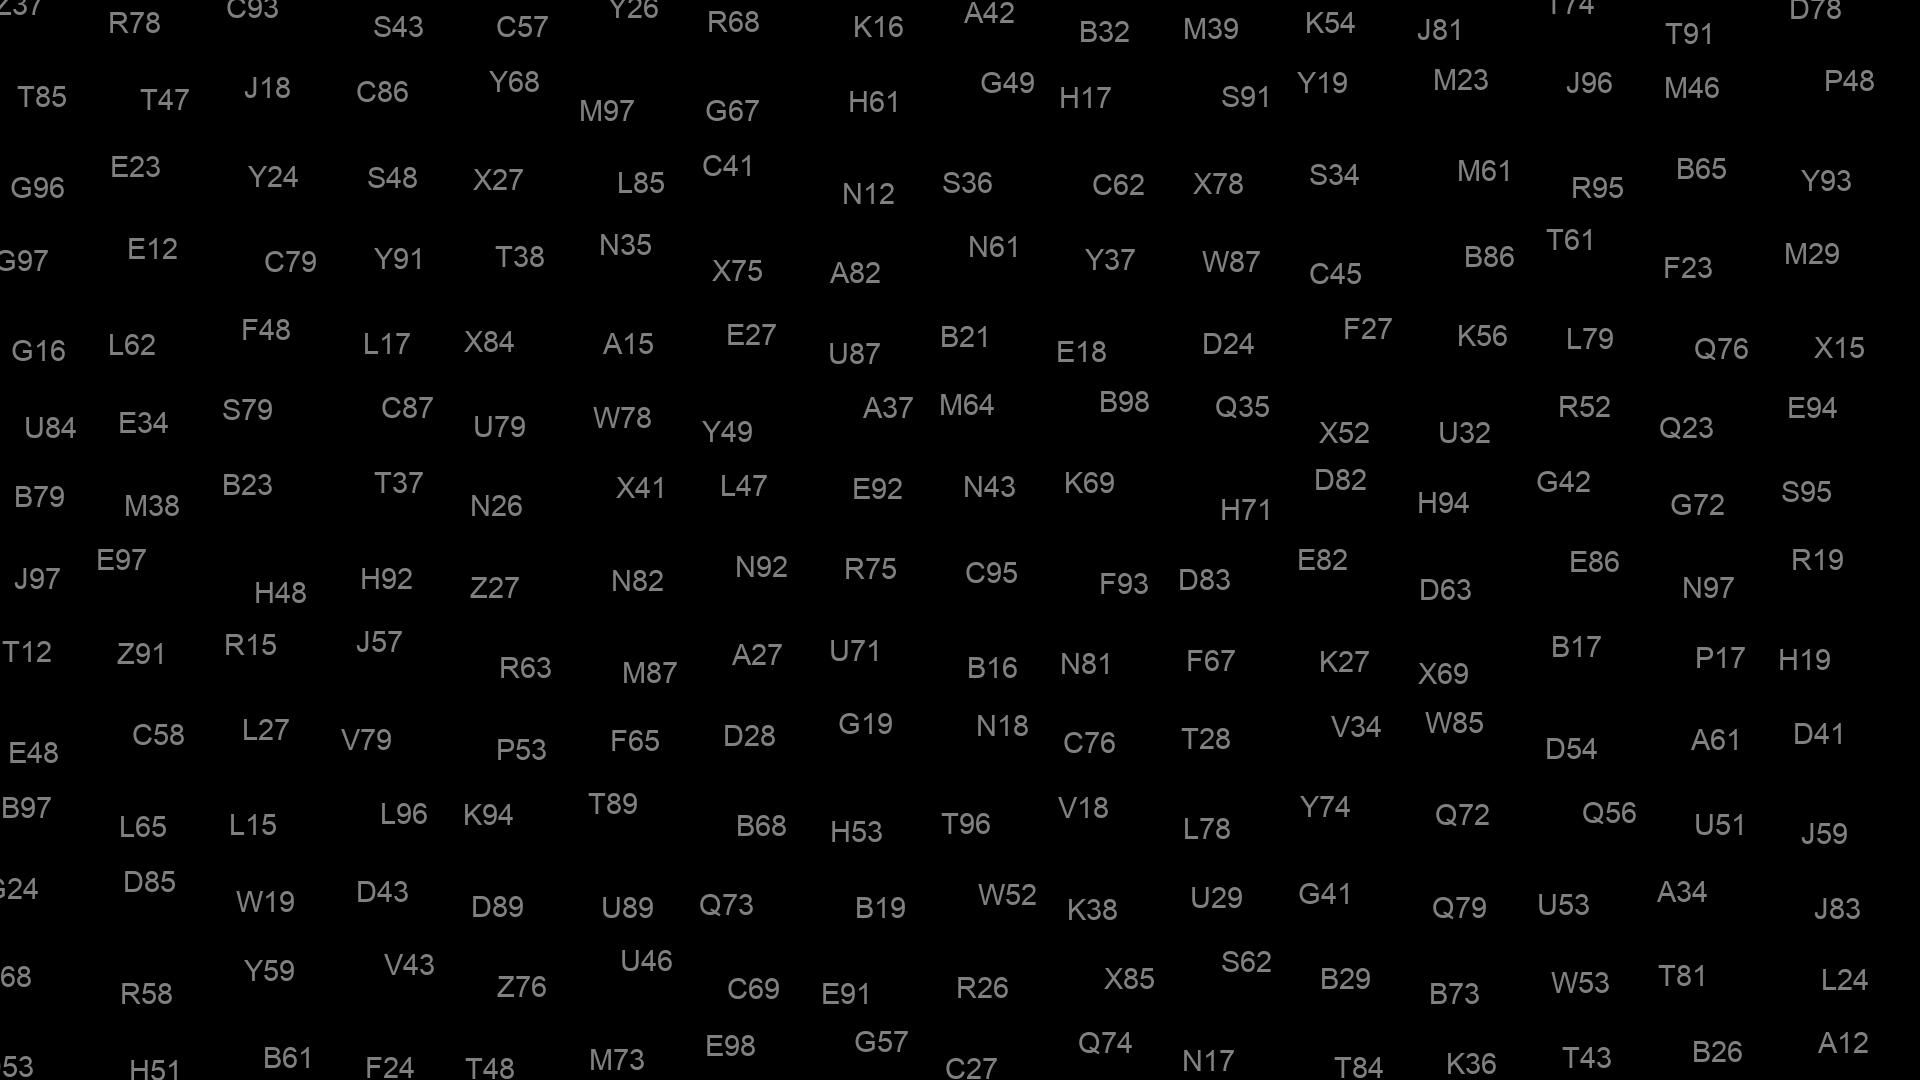 Z37 R78 C93 S43 C57 Y26 R68 K16 A42 B32 M39 K54 J81 T74 T91 D78
T85 T47 J18 C86 Y68 M97 G67 H61 G49 H17 S91 Y19 M23 J96 M46 P48
G96 E23 Y24 S48 X27 L85 C41 N12 S36 C62 X78 S34 M61 R95 B65 Y93
G97 E12 C79 Y91 T38 N35 X75 A82 N61 Y37 W87 C45 B86 T61 F23 M29
G16 L62 F48 L17 X84 A15 E27 U87 B21 E18 D24 F27 K56 L79 Q76 X15
U84 E34 S79 C87 U79 W78 Y49 A37 M64 B98 Q35 X52 U32 R52 Q23 E94
B79 M38 B23 T37 N26 X41 L47 E92 N43 K69 H71 D82 H94 G42 G72 S95
J97 E97 H48 H92 Z27 N82 N92 R75 C95 F93 D83 E82 D63 E86 N97 R19
T12 Z91 R15 J57 R63 M87 A27 U71 B16 N81 F67 K27 X69 B17 P17 H19
E48 C58 L27 V79 P53 F65 D28 G19 N18 C76 T28 V34 W85 D54 A61 D41
B97 L65 L15 L96 K94 T89 B68 H53 T96 V18 L78 Y74 Q72 Q56 U51 J59
G24 D85 W19 D43 D89 U89 Q73 B19 W52 K38 U29 G41 Q79 U53 A34 J83
68 R58 Y59 V43 Z76 U46 C69 E91 R26 X85 S62 B29 B73 W53 T81 L24
53 H51 B61 F24 T48 M73 E98 G57 C27 Q74 N17 T84 K36 T43 B26 A12